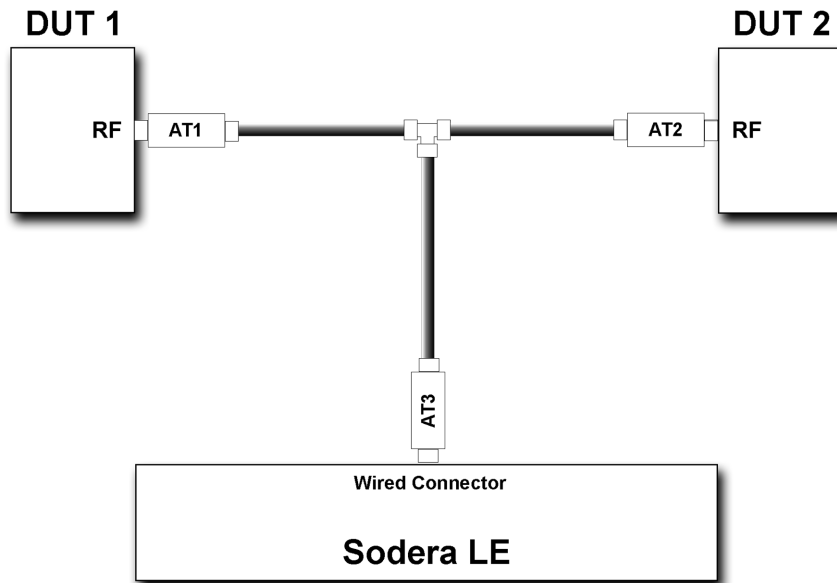 DUT 1
DUT 2
RF
AT1
AT2
RF
AT3
Wired Connector
Sodera LE